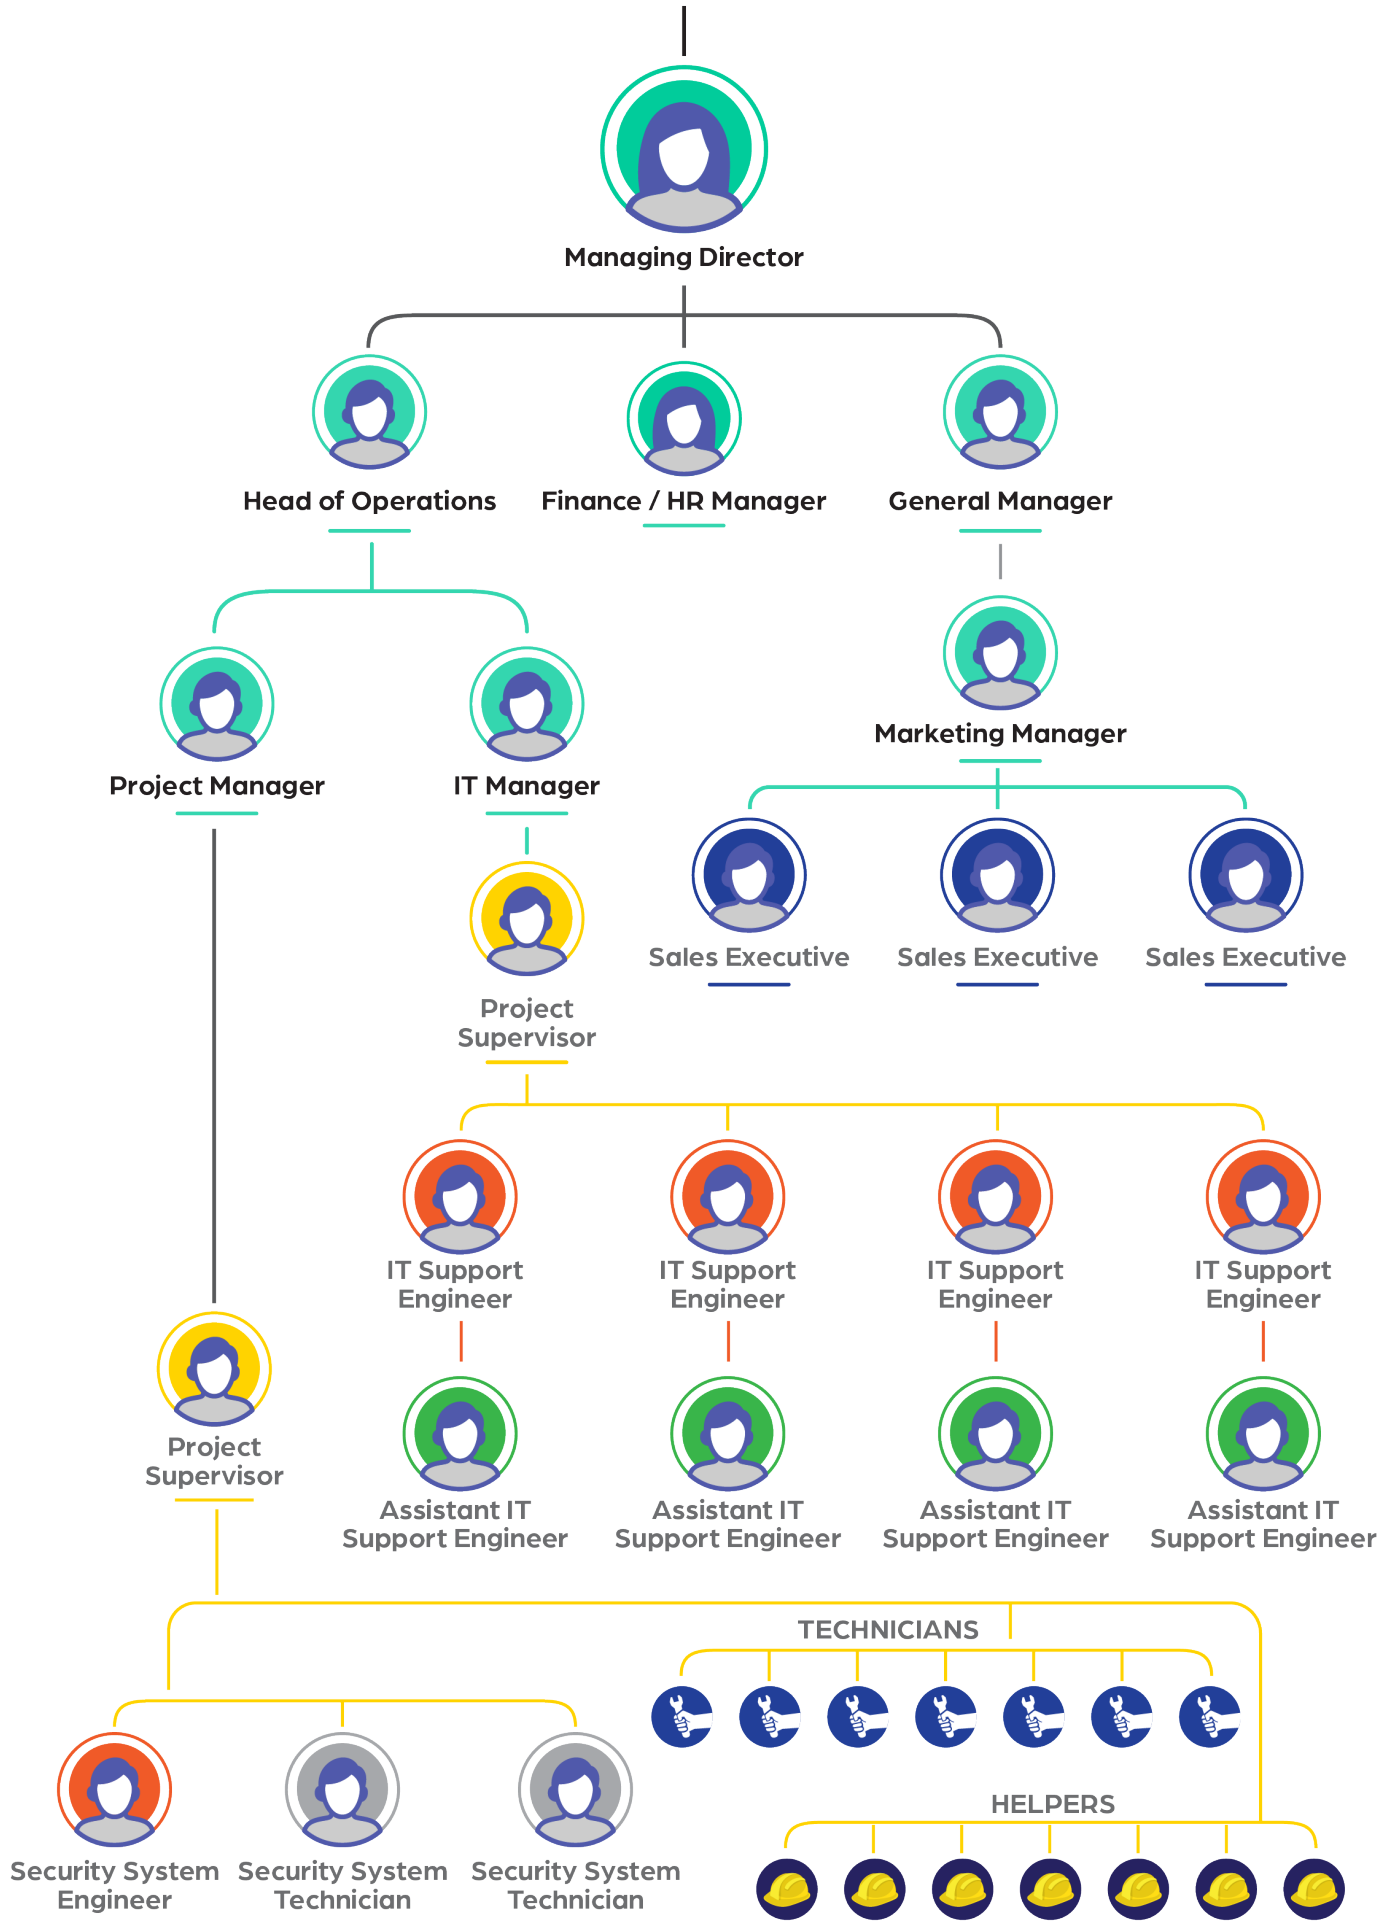 Managing Director
Head of Operations
Finance / HR Manager
General Manager
Marketing Manager
Project Manager
IT Manager
Sales Executive
Sales Executive
Sales Executive
Project
Supervisor
IT Support
Engineer
IT Support
Engineer
IT Support
Engineer
IT Support
Engineer
Project
Supervisor
Assistant IT
Support Engineer
Assistant IT
Support Engineer
Assistant IT
Support Engineer
Assistant IT
Support Engineer
TECHNICIANS
HELPERS
Security System
Engineer
Security System
Technician
Security System
Technician